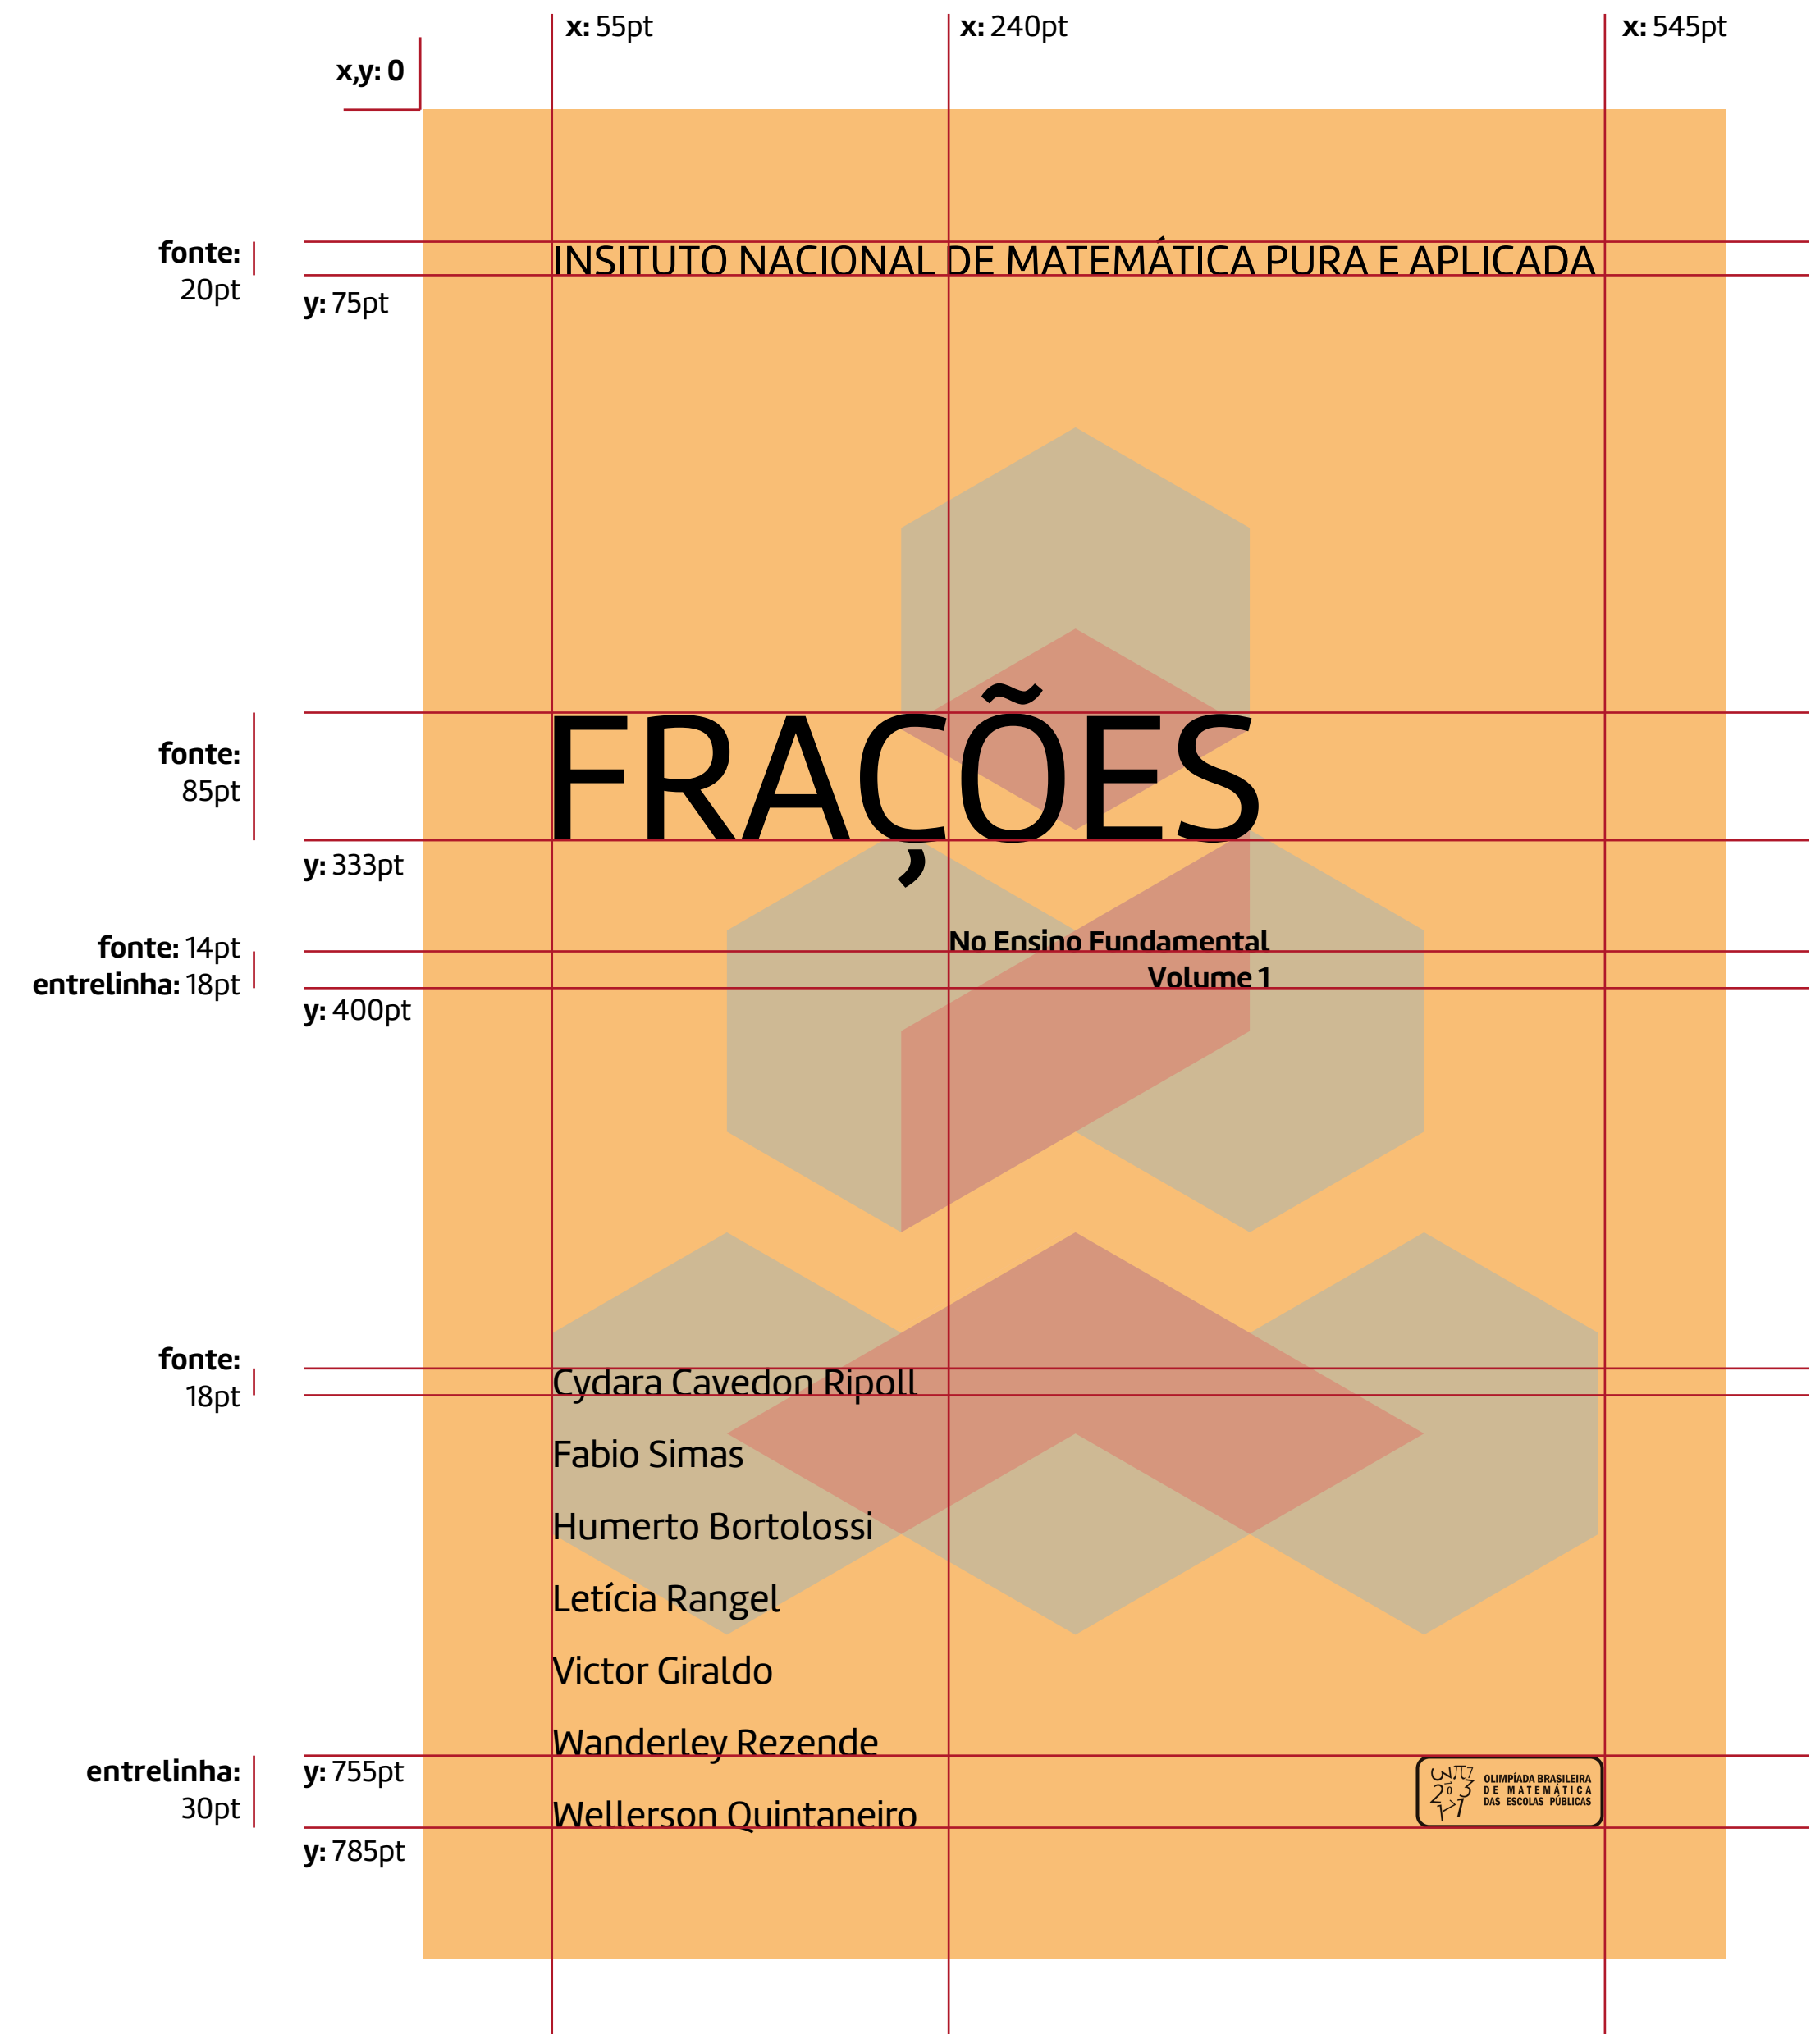 x: 55pt
x: 240pt
x: 545pt
x,y: 0
fonte:
20pt
INSITUTO NACIONAL DE MATEMÁTICA PURA E APLICADA
y: 75pt
fonte:
85pt
FRAÇÕES
y: 333pt
fonte: 14pt
entrelinha: 18pt
No Ensino Fundamental
Volume 1
y: 400pt
fonte:
18pt
Cydara Cavedon Ripoll
Fabio Simas
Humerto Bortolossi
Letícia Rangel
Victor Giraldo
Wanderley Rezende
entrelinha:
30pt
y: 755pt
OLIMPÍADA BRASILEIRA
DE MATEMÁTICA
DAS ESCOLAS PÚBLICAS
Wellerson Quintaneiro
y: 785pt